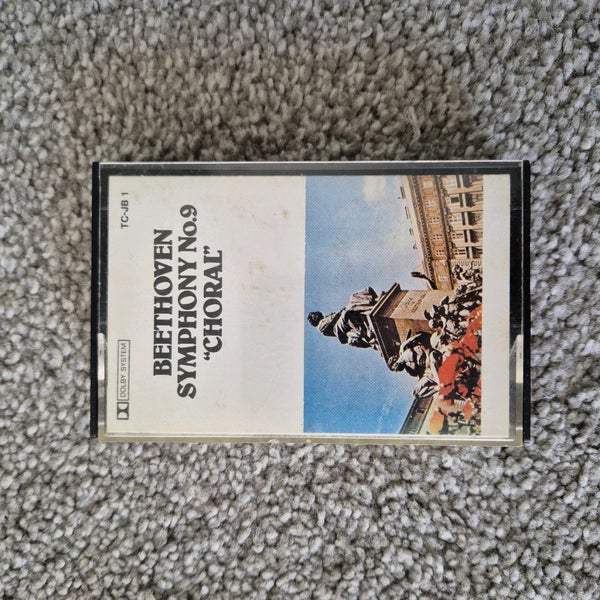 DOLBY SYSTEM
TC-JB 1
BEETHOVEN
SYMPHONY No.9
“CHORAL”